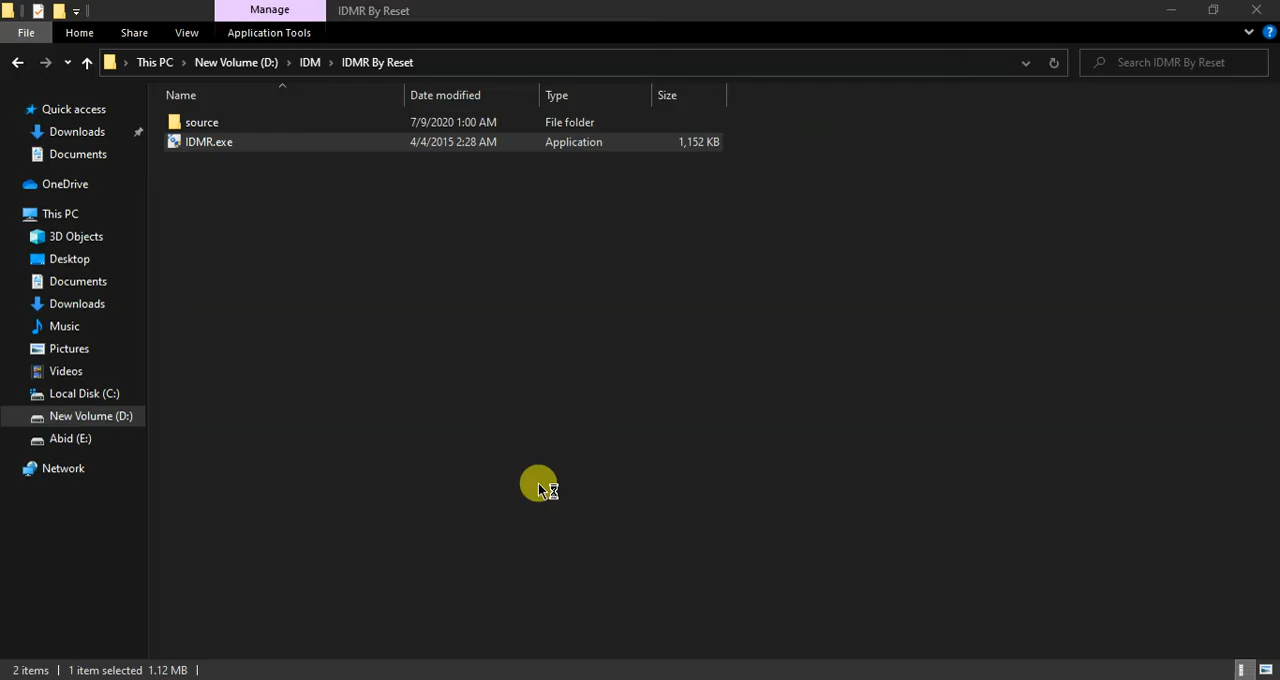 Manage
IDMR By Reset
File
Home
Share
View
Application Tools
This PC
New Volume (D:)
IDM
IDMR By Reset
Search IDMR By Reset
Name
Date modified
Type
Size
source
7/9/2020 1:00 AM
File folder
IDMR.exe
4/4/2015 2:28 AM
Application
1,152 KB
Quick access
Downloads
Documents
OneDrive
This PC
3D Objects
Desktop
Documents
Downloads
Music
Pictures
Videos
Local Disk (C:)
New Volume (D:)
Abid (E:)
Network
2 items
1 item selected 1.12 MB